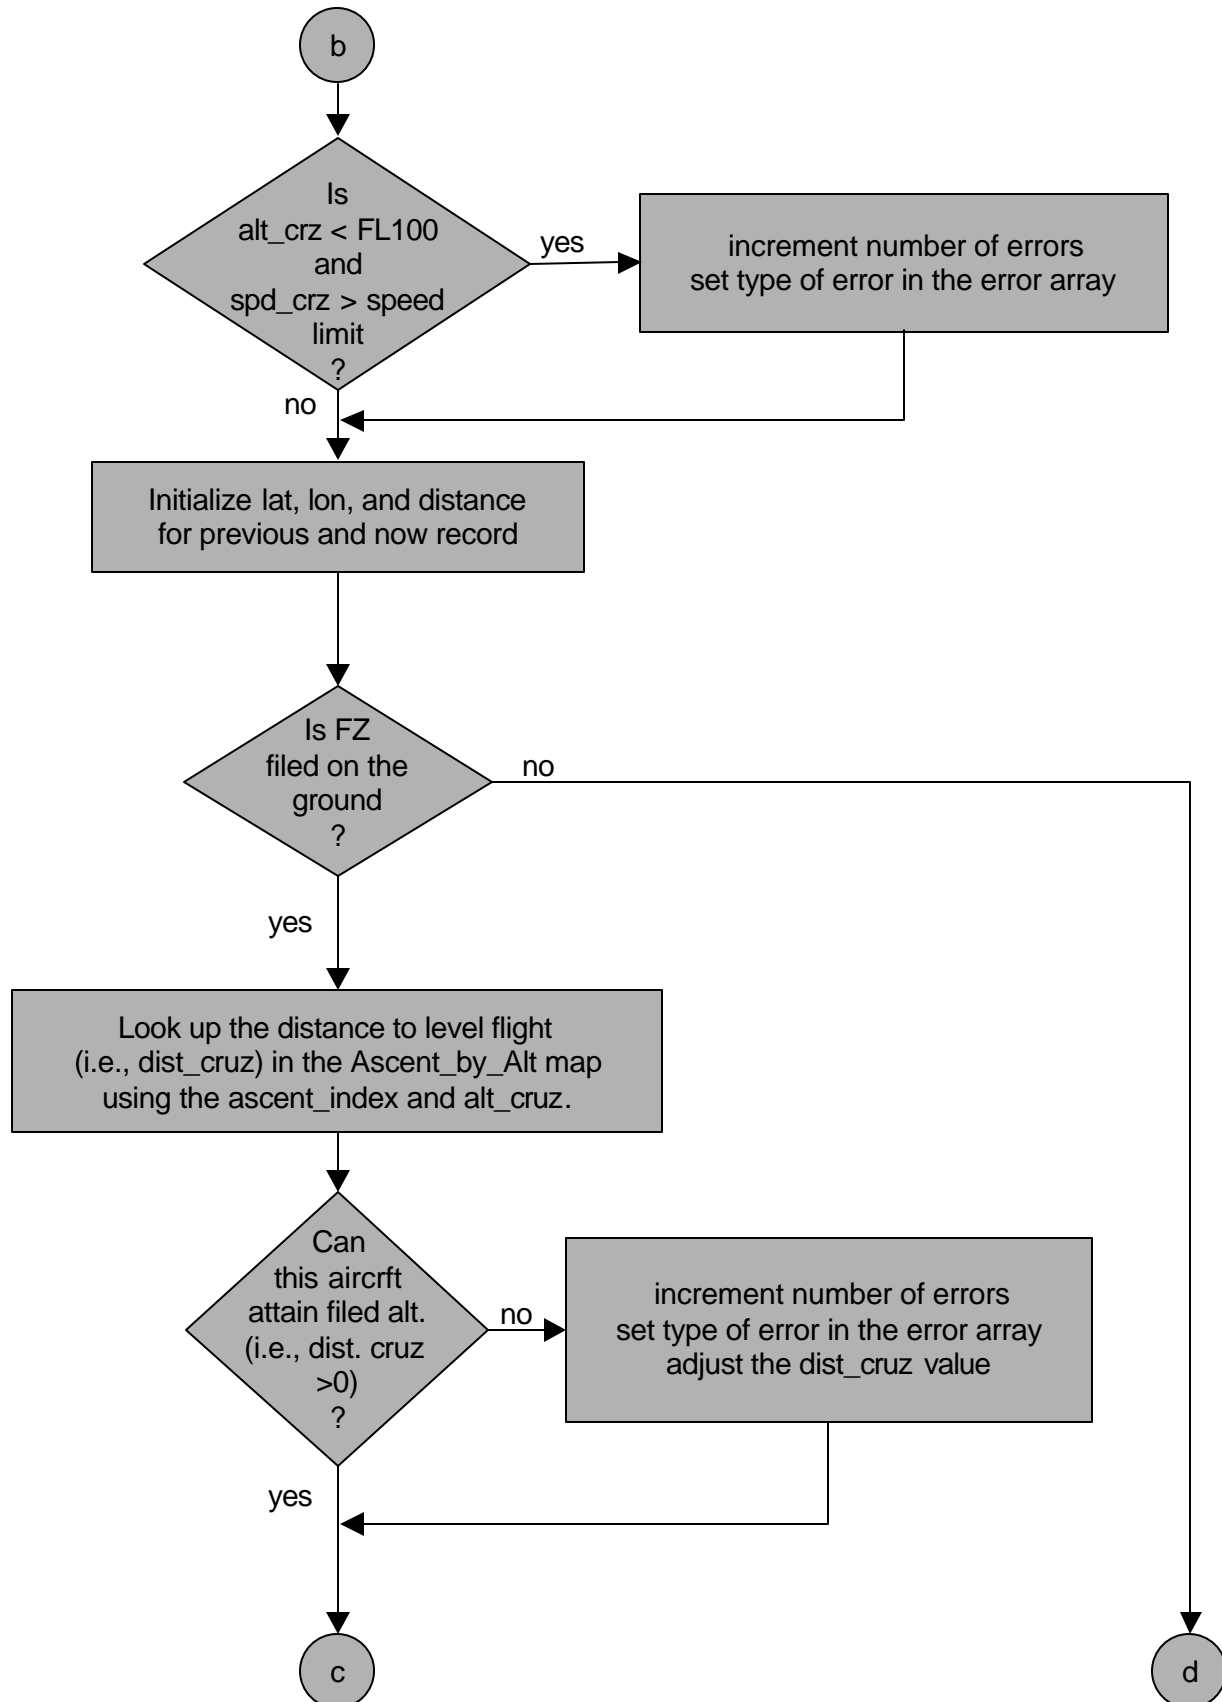 b
Is
alt_crz < FL100
and
spd_crz > speed
limit
?
yes
increment number of errors
set type of error in the error array
no
Initialize lat, lon, and distance
for previous and now record
Is FZ
filed on the
ground
?
no
yes
Look up the distance to level flight
(i.e., dist_cruz) in the Ascent_by_Alt map
using the ascent_index and alt_cruz.
Can
this aircrft
attain filed alt.
(i.e., dist. cruz
>0)
?
no
increment number of errors
set type of error in the error array
adjust the dist_cruz value
yes
c
d